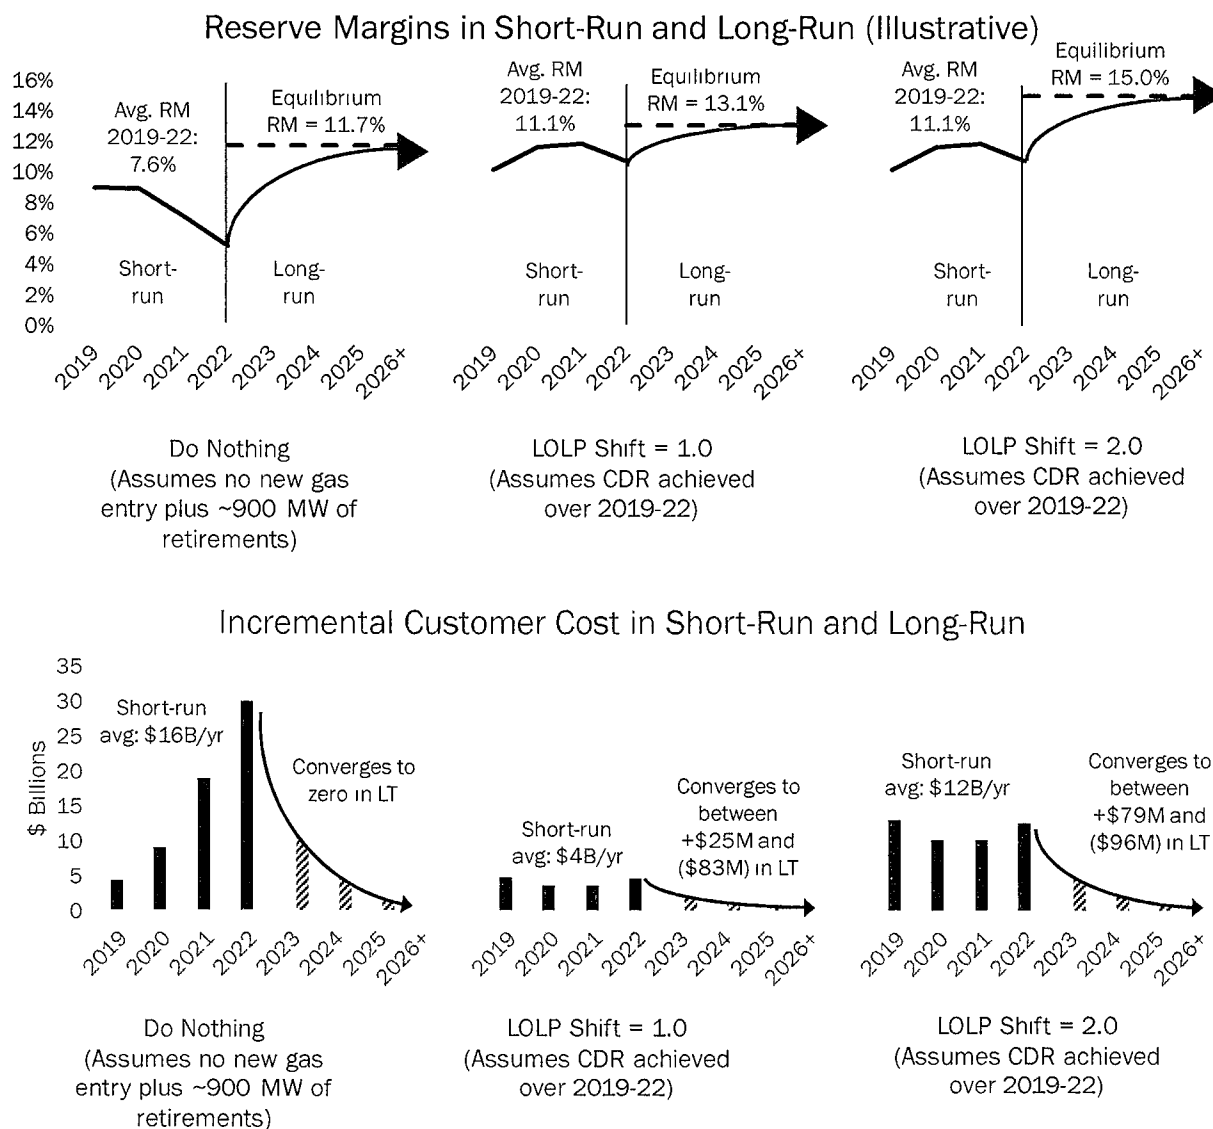 Reserve Margins in Short-Run and Long-Run (Illustrative)
16%
14%
12%
10%
8%
6%
4%
2%
0%
Avg. RM
2019-22:
7.6%
Equilibrium
RM = 11.7%
Short-
run
Long-
run
2019
2020
2021
2022
2023
2024
2025
2026+
Do Nothing
(Assumes no new gas
entry plus ~900 MW of
retirements)
Avg. RM
2019-22:
11.1%
Equilibrium
RM = 13.1%
Short-
run
Long-
run
2019
2020
2021
2022
2023
2024
2025
2026+
LOLP Shift = 1.0
(Assumes CDR achieved
over 2019-22)
Avg. RM
2019-22:
11.1%
Equilibrium
RM = 15.0%
Short-
run
Long-
run
2019
2020
2021
2022
2023
2024
2025
2026+
LOLP Shift = 2.0
(Assumes CDR achieved
over 2019-22)
Incremental Customer Cost in Short-Run and Long-Run
$ Billions
35
30
25
20
15
10
5
0
Short-run
avg: $16B/yr
Converges to
zero in LT
2019
2020
2021
2022
2023
2024
2025
2026+
Do Nothing
(Assumes no new gas
entry plus ~900 MW of
retirements)
Short-run
avg: $4B/yr
Converges to
between
+$25M and
($83M) in LT
2019
2020
2021
2022
2023
2024
2025
2026+
LOLP Shift = 1.0
(Assumes CDR achieved
over 2019-22)
Short-run
avg: $12B/yr
Converges to
between
+$79M and
($96M) in LT
2019
2020
2021
2022
2023
2024
2025
2026+
LOLP Shift = 2.0
(Assumes CDR achieved
over 2019-22)